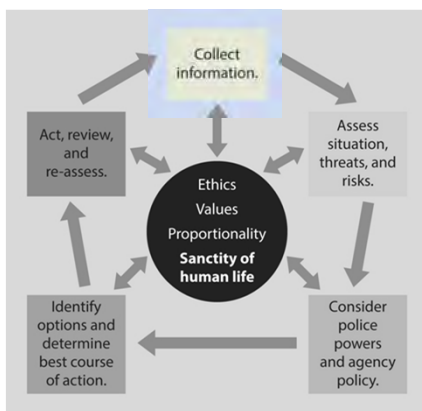 Collect
information.
Assess
situation,
threats, and
risks.
Consider
police
powers
and agency
policy.
Identify
options and
determine
best course
of action.
Act, review,
and
re-assess.
Ethics
Values
Proportionality
Sanctity of
human life